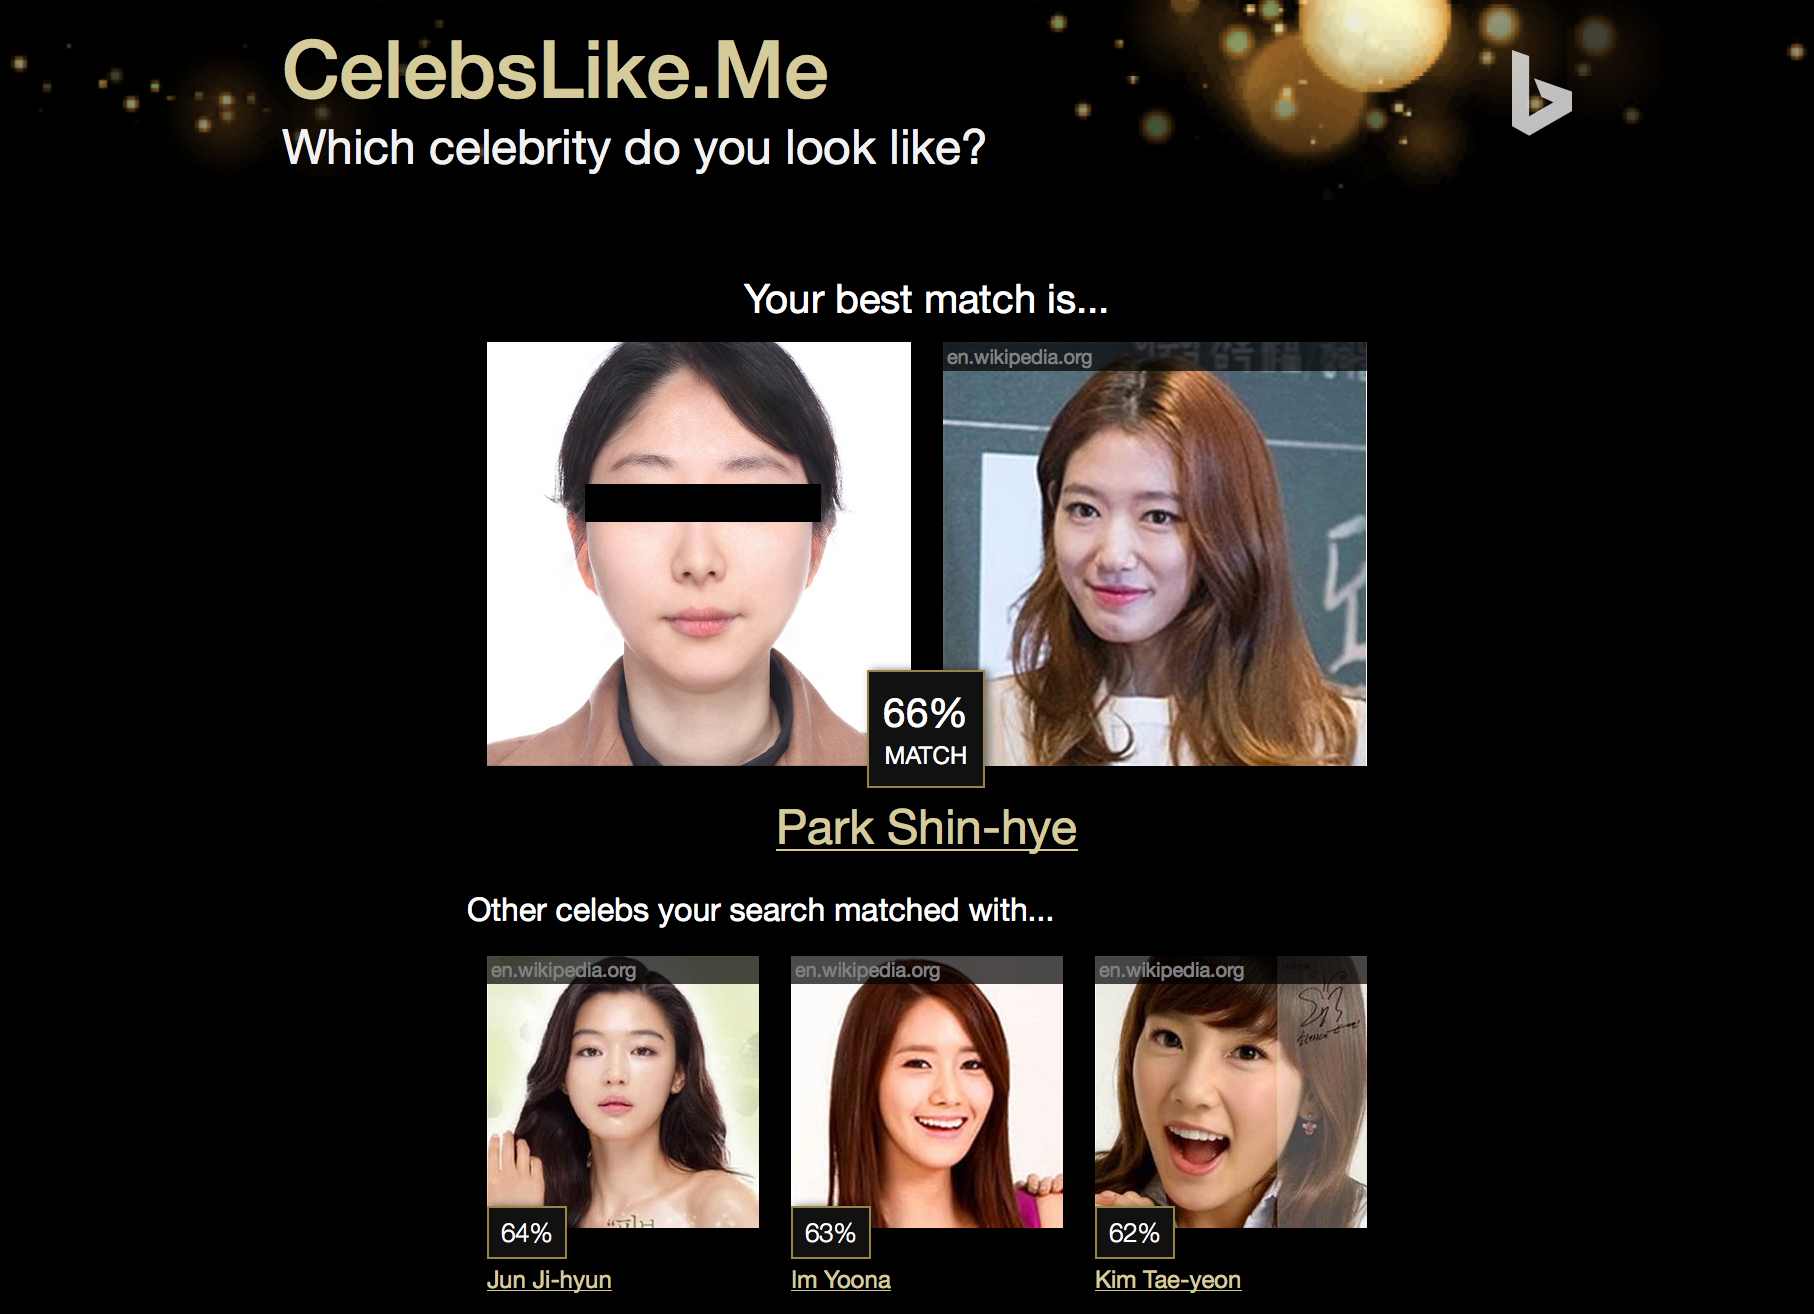 CelebsLike.Me
Which celebrity do you look like?
Your best match is...
en.wikipedia.org
66%
MATCH
Park Shin-hye
Other celebs your search matched with...
en.wikipedia.org
en.wikipedia.org
en.wikipedia.org
64%
63%
62%
Jun Ji-hyun
Im Yoona
Kim Tae-yeon